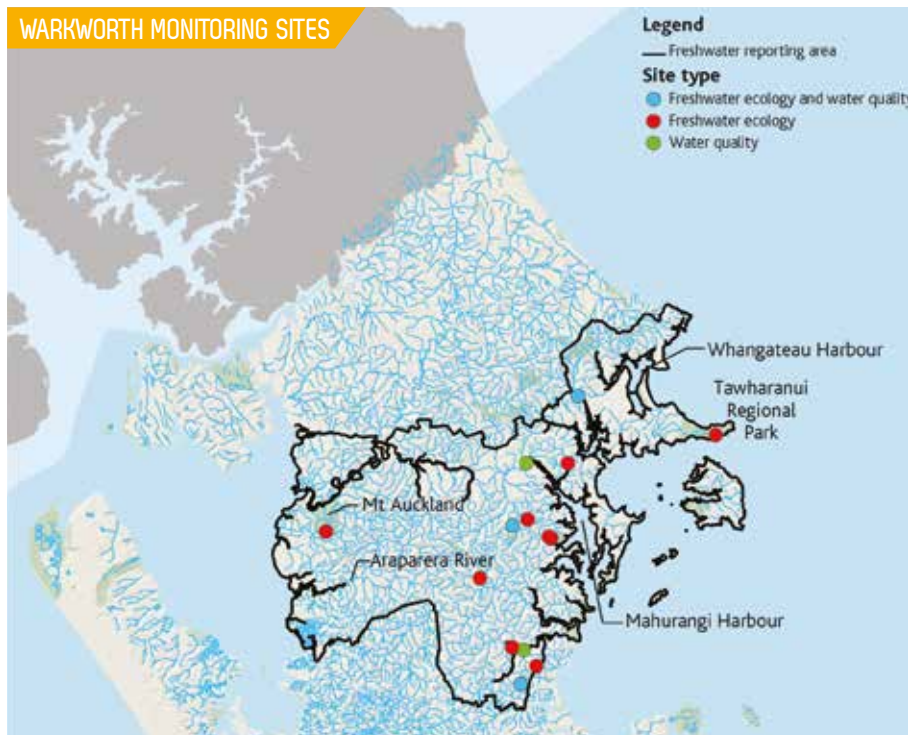 WARKWORTH MONITORING SITES
Legend
Freshwater reporting area
Site type
Freshwater ecology and water quality
Freshwater ecology
Water quality
Whangateau Harbour
Tawharanui
Regional
Park
Mt Auckland
Araparera River
Mahurangi Harbour